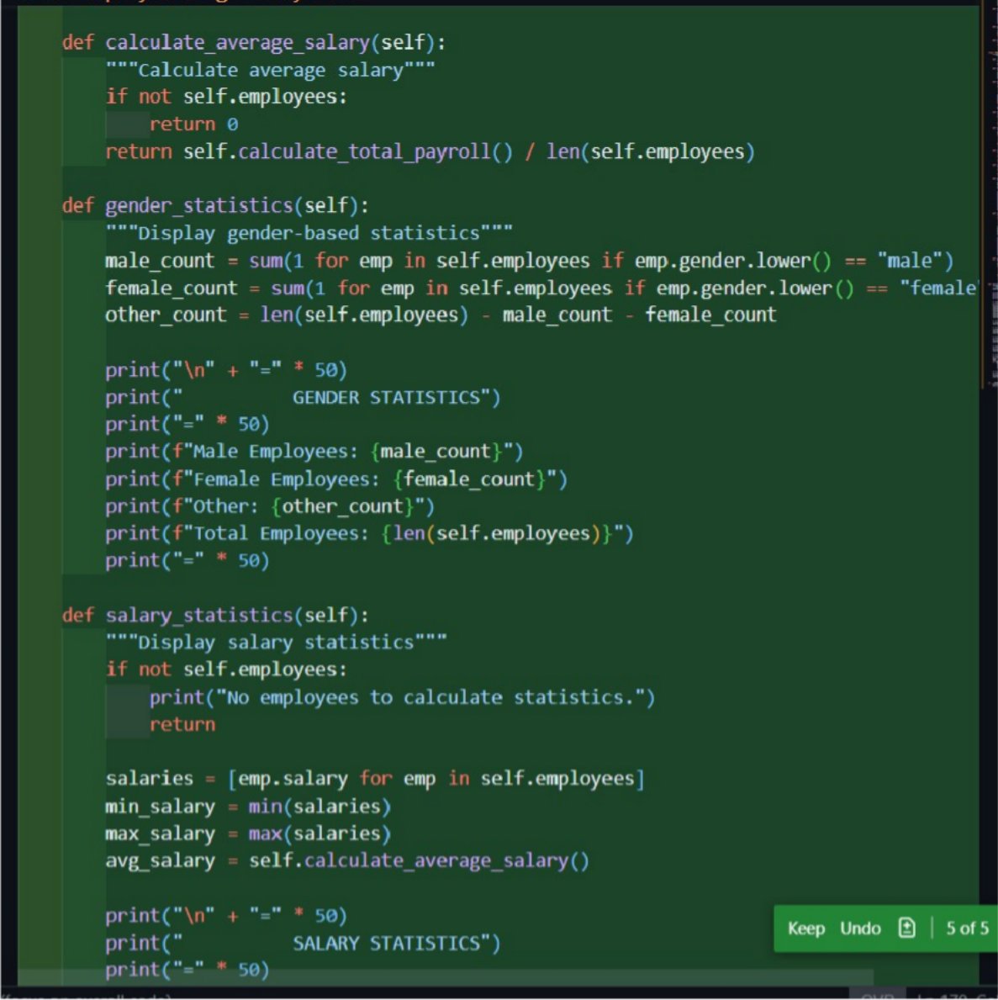 def calculate_average_salary(self):
    """Calculate average salary"""
    if not self.employees:
        return 0
    return self.calculate_total_payroll() / len(self.employees)

def gender_statistics(self):
    """Display gender-based statistics"""
    male_count = sum(1 for emp in self.employees if emp.gender.lower() == "male")
    female_count = sum(1 for emp in self.employees if emp.gender.lower() == "female
    other_count = len(self.employees) - male_count - female_count

    print("\n" + "=" * 50)
    print("          GENDER STATISTICS")
    print("=" * 50)
    print(f"Male Employees: {male_count}")
    print(f"Female Employees: {female_count}")
    print(f"Other: {other_count}")
    print(f"Total Employees: {len(self.employees)}")
    print("=" * 50)

def salary_statistics(self):
    """Display salary statistics"""
    if not self.employees:
        print("No employees to calculate statistics.")
        return

    salaries = [emp.salary for emp in self.employees]
    min_salary = min(salaries)
    max_salary = max(salaries)
    avg_salary = self.calculate_average_salary()

    print("\n" + "=" * 50)
    print("          SALARY STATISTICS")
    print("=" * 50)
Keep Undo 5 of 5